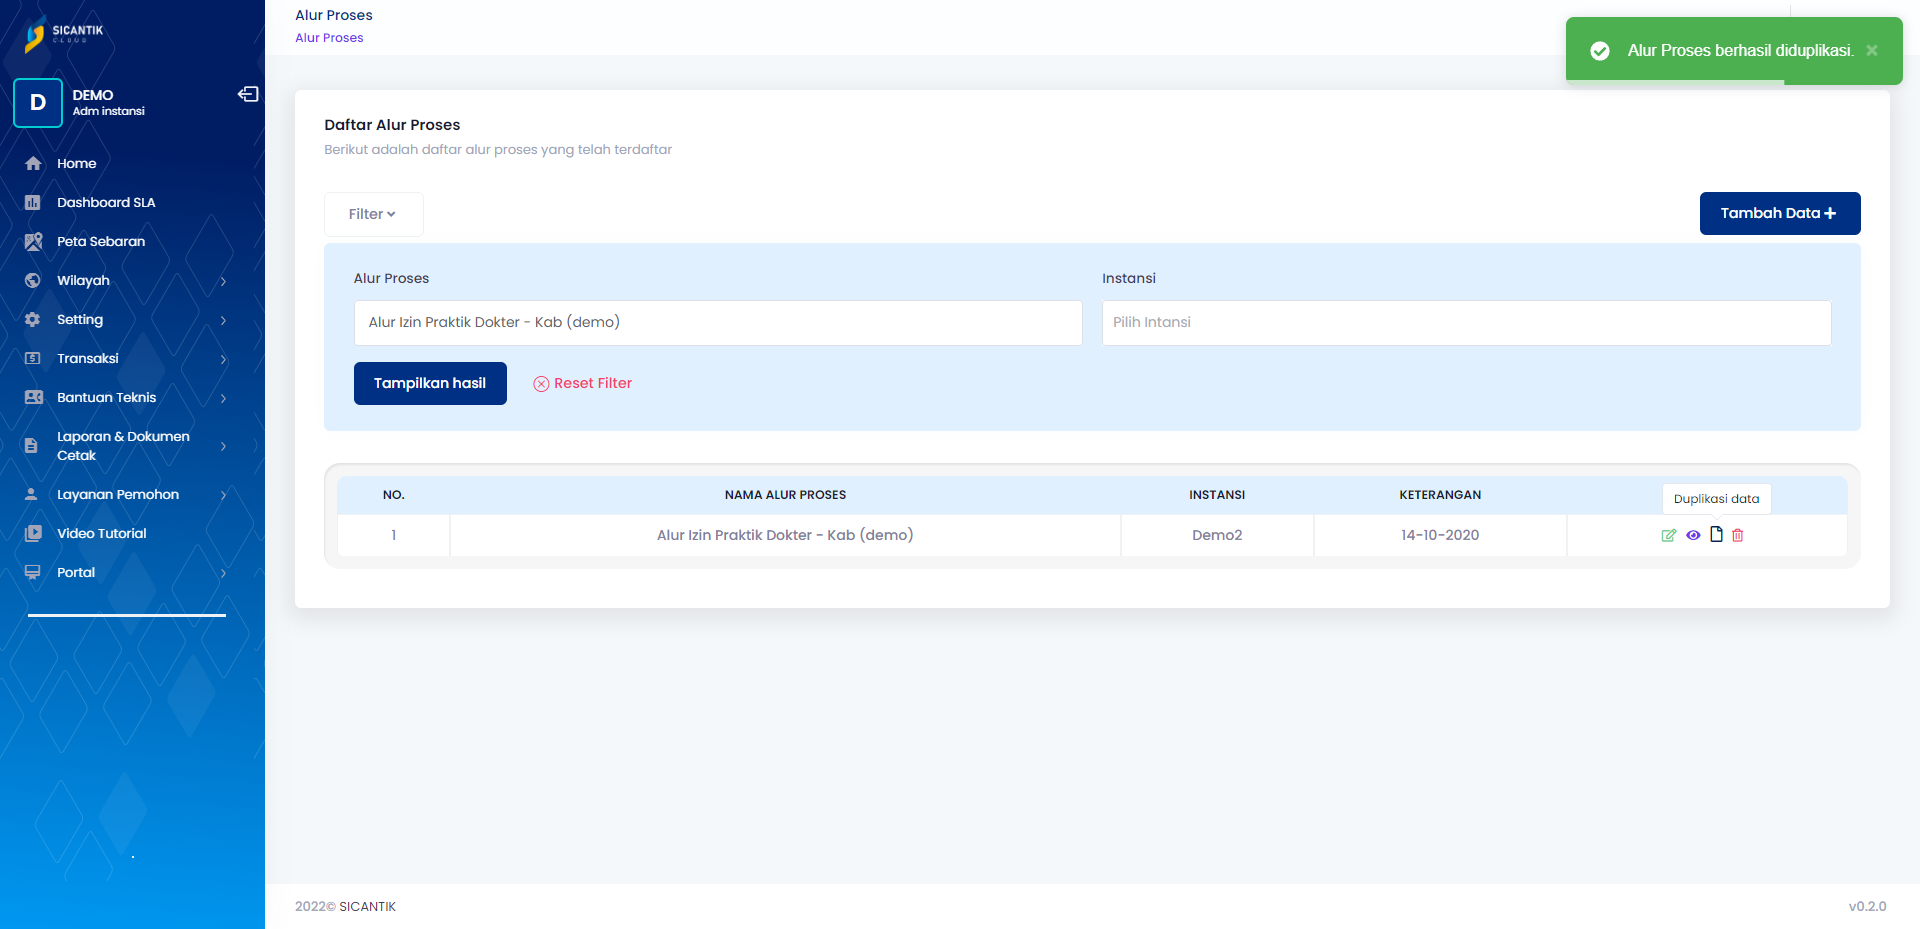 SICANTIK
CLOUD
D
DEMO
Adm instansi
Home
Dashboard SLA
Peta Sebaran
Wilayah
Setting
Transaksi
Bantuan Teknis
Laporan & Dokumen
Cetak
Layanan Pemohon
Video Tutorial
Portal
Alur Proses
Alur Proses
Alur Proses berhasil diduplikasi. ×
Daftar Alur Proses
Berikut adalah daftar alur proses yang telah terdaftar
Filter
Tambah Data +
Alur Proses
Instansi
Alur Izin Praktik Dokter - Kab (demo)
Pilih Intansi
Tampilkan hasil
Reset Filter
NO. NAMA ALUR PROSES INSTANSI KETERANGAN
Duplikasi data
1 Alur Izin Praktik Dokter - Kab (demo) Demo2 14-10-2020
2022© SICANTIK
v0.2.0